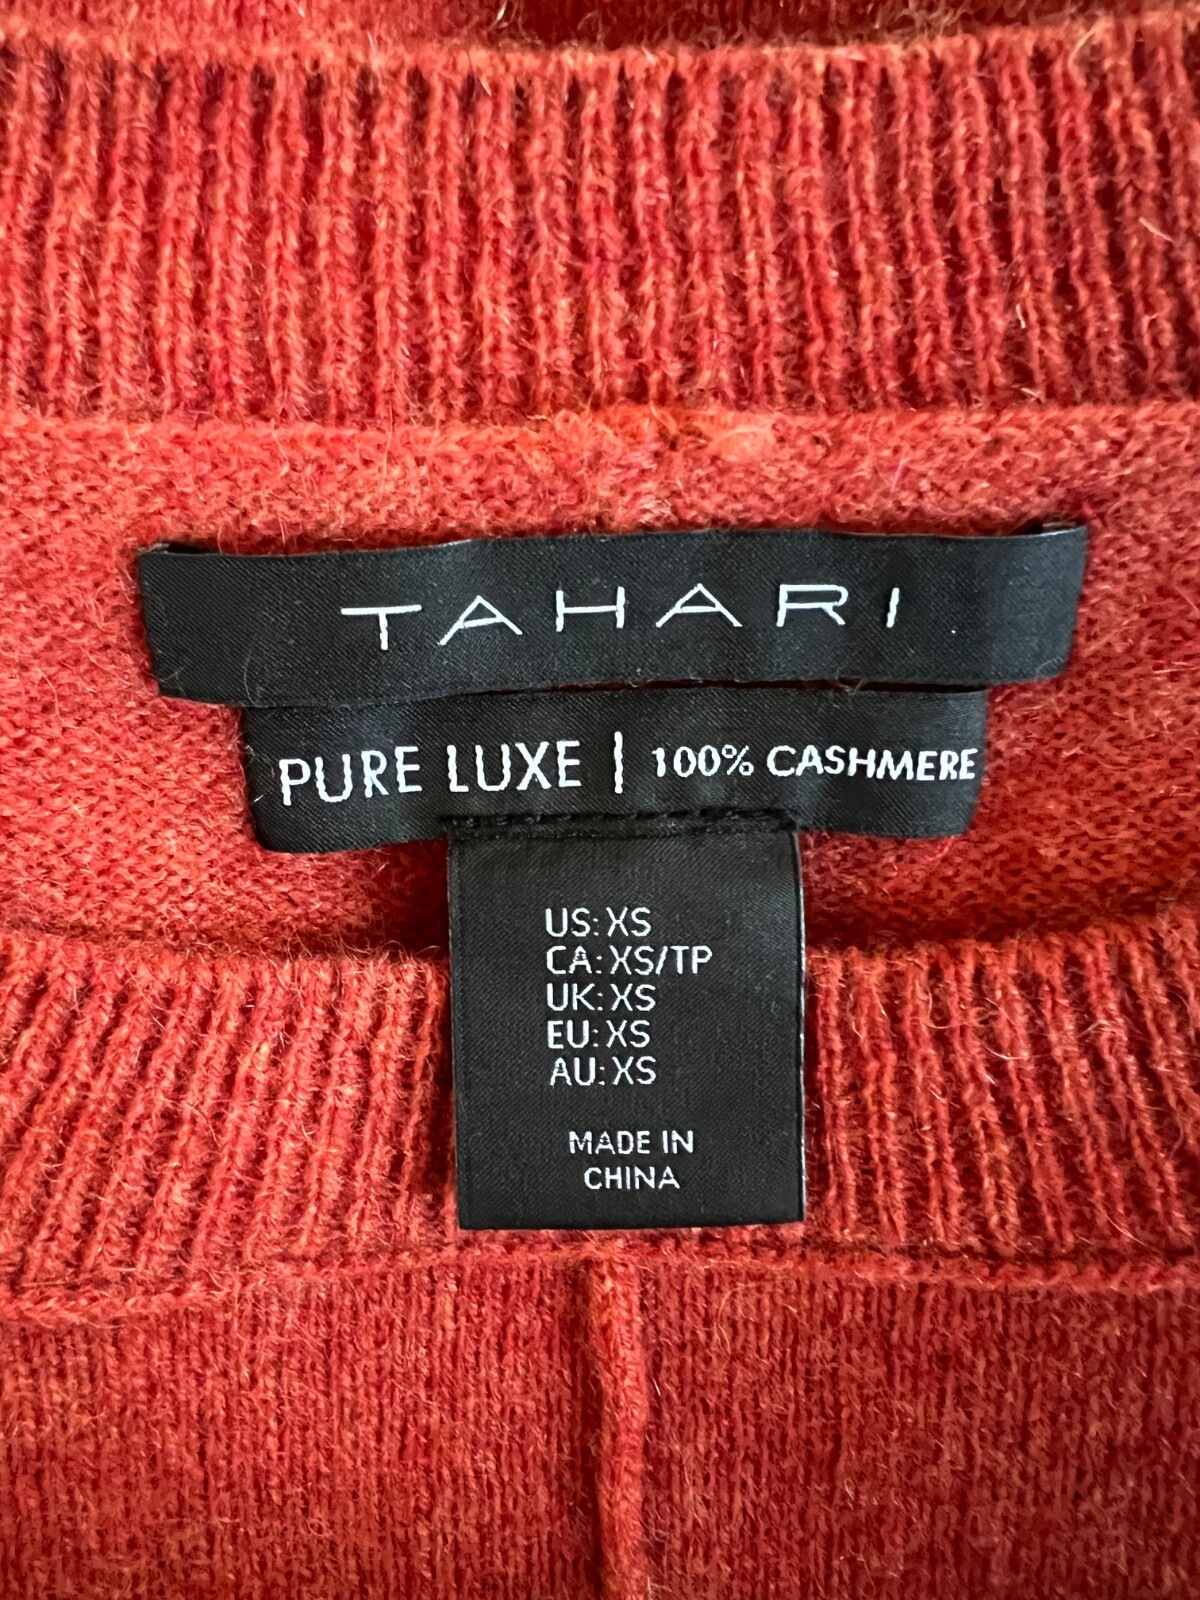 TAHARI
PURE LUXE | 100% CASHMERE
US: XS
CA: XS/TP
UK: XS
EU: XS
AU: XS
MADE IN
CHINA